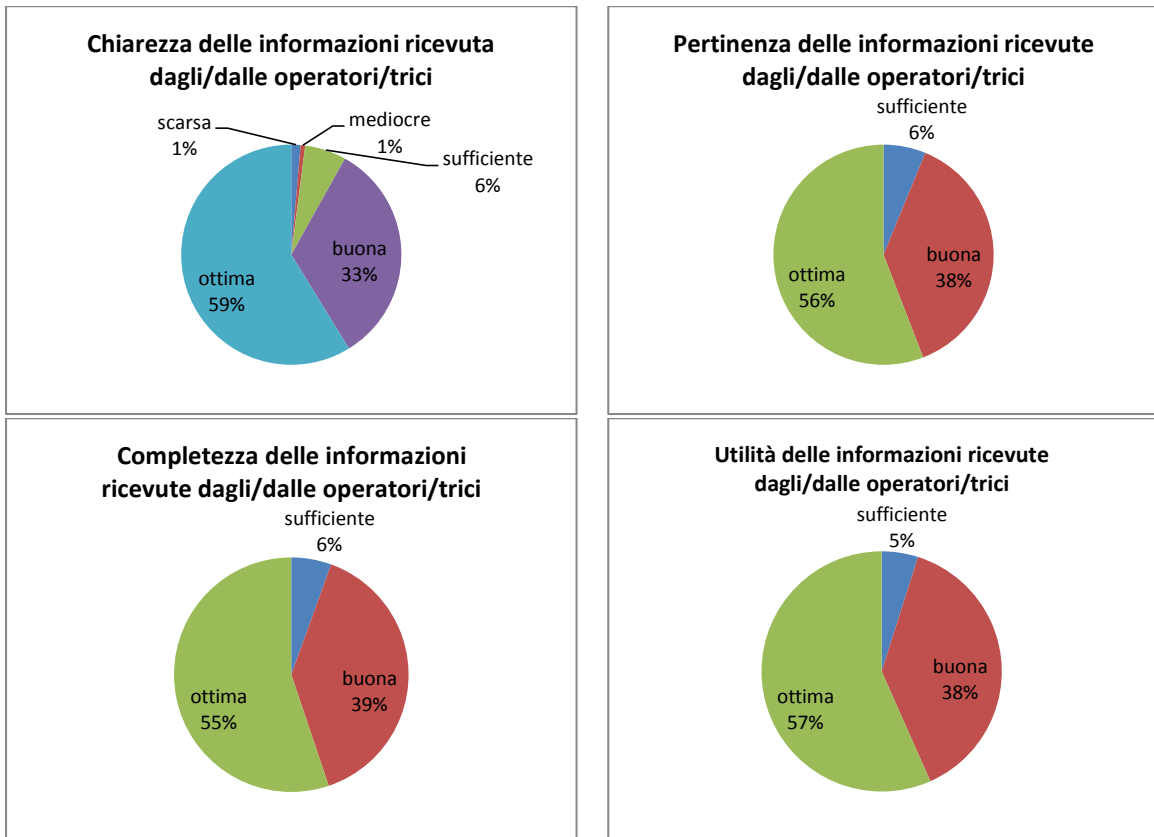 Chiarezza delle informazioni ricevuta
dagli/dalle operatori/trici
scarsa
1%
mediocre
1%
sufficiente
6%
buona
33%
ottima
59%
Pertinenza delle informazioni ricevute
dagli/dalle operatori/trici
sufficiente
6%
buona
38%
ottima
56%
Completezza delle informazioni
ricevute dagli/dalle operatori/trici
sufficiente
6%
buona
39%
ottima
55%
Utilità delle informazioni ricevute
dagli/dalle operatori/trici
sufficiente
5%
buona
38%
ottima
57%